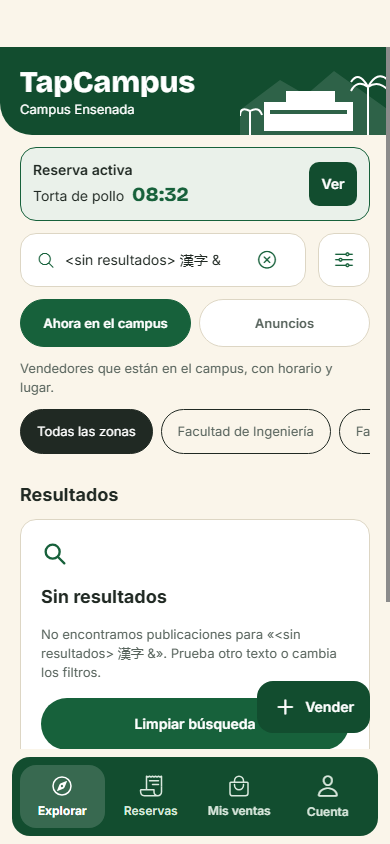 TapCampus
Campus Ensenada
Reserva activa
Torta de pollo 08:32
Ver
<sin resultados> 漢字 &
Ahora en el campus
Anuncios
Vendedores que están en el campus, con horario y
lugar.
Todas las zonas
Facultad de Ingeniería
Fa
Resultados
Sin resultados
No encontramos publicaciones para «<sin
resultados> 漢字 &». Prueba otro texto o cambia
los filtros.
Limpiar búsqueda
Vender
Explorar
Reservas
Mis ventas
Cuenta